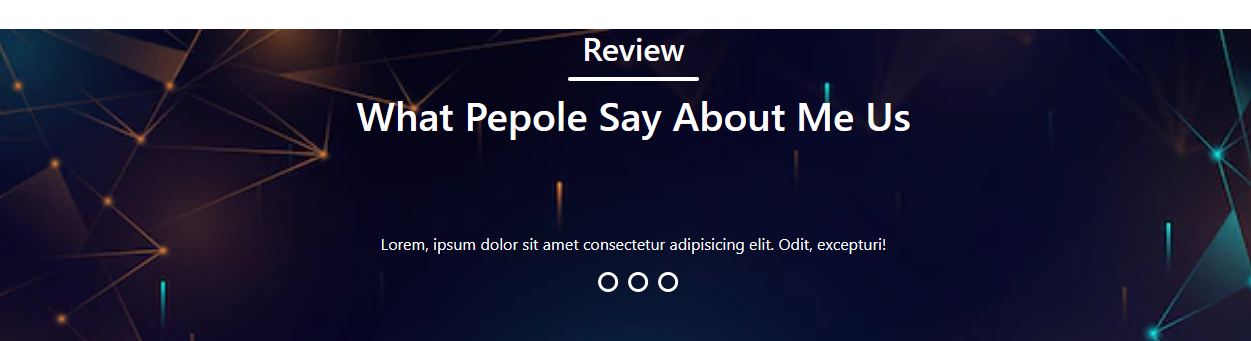 Review
What Pepole Say About Me Us
Lorem, ipsum dolor sit amet consectetur adipisicing elit. Odit, excepturi!